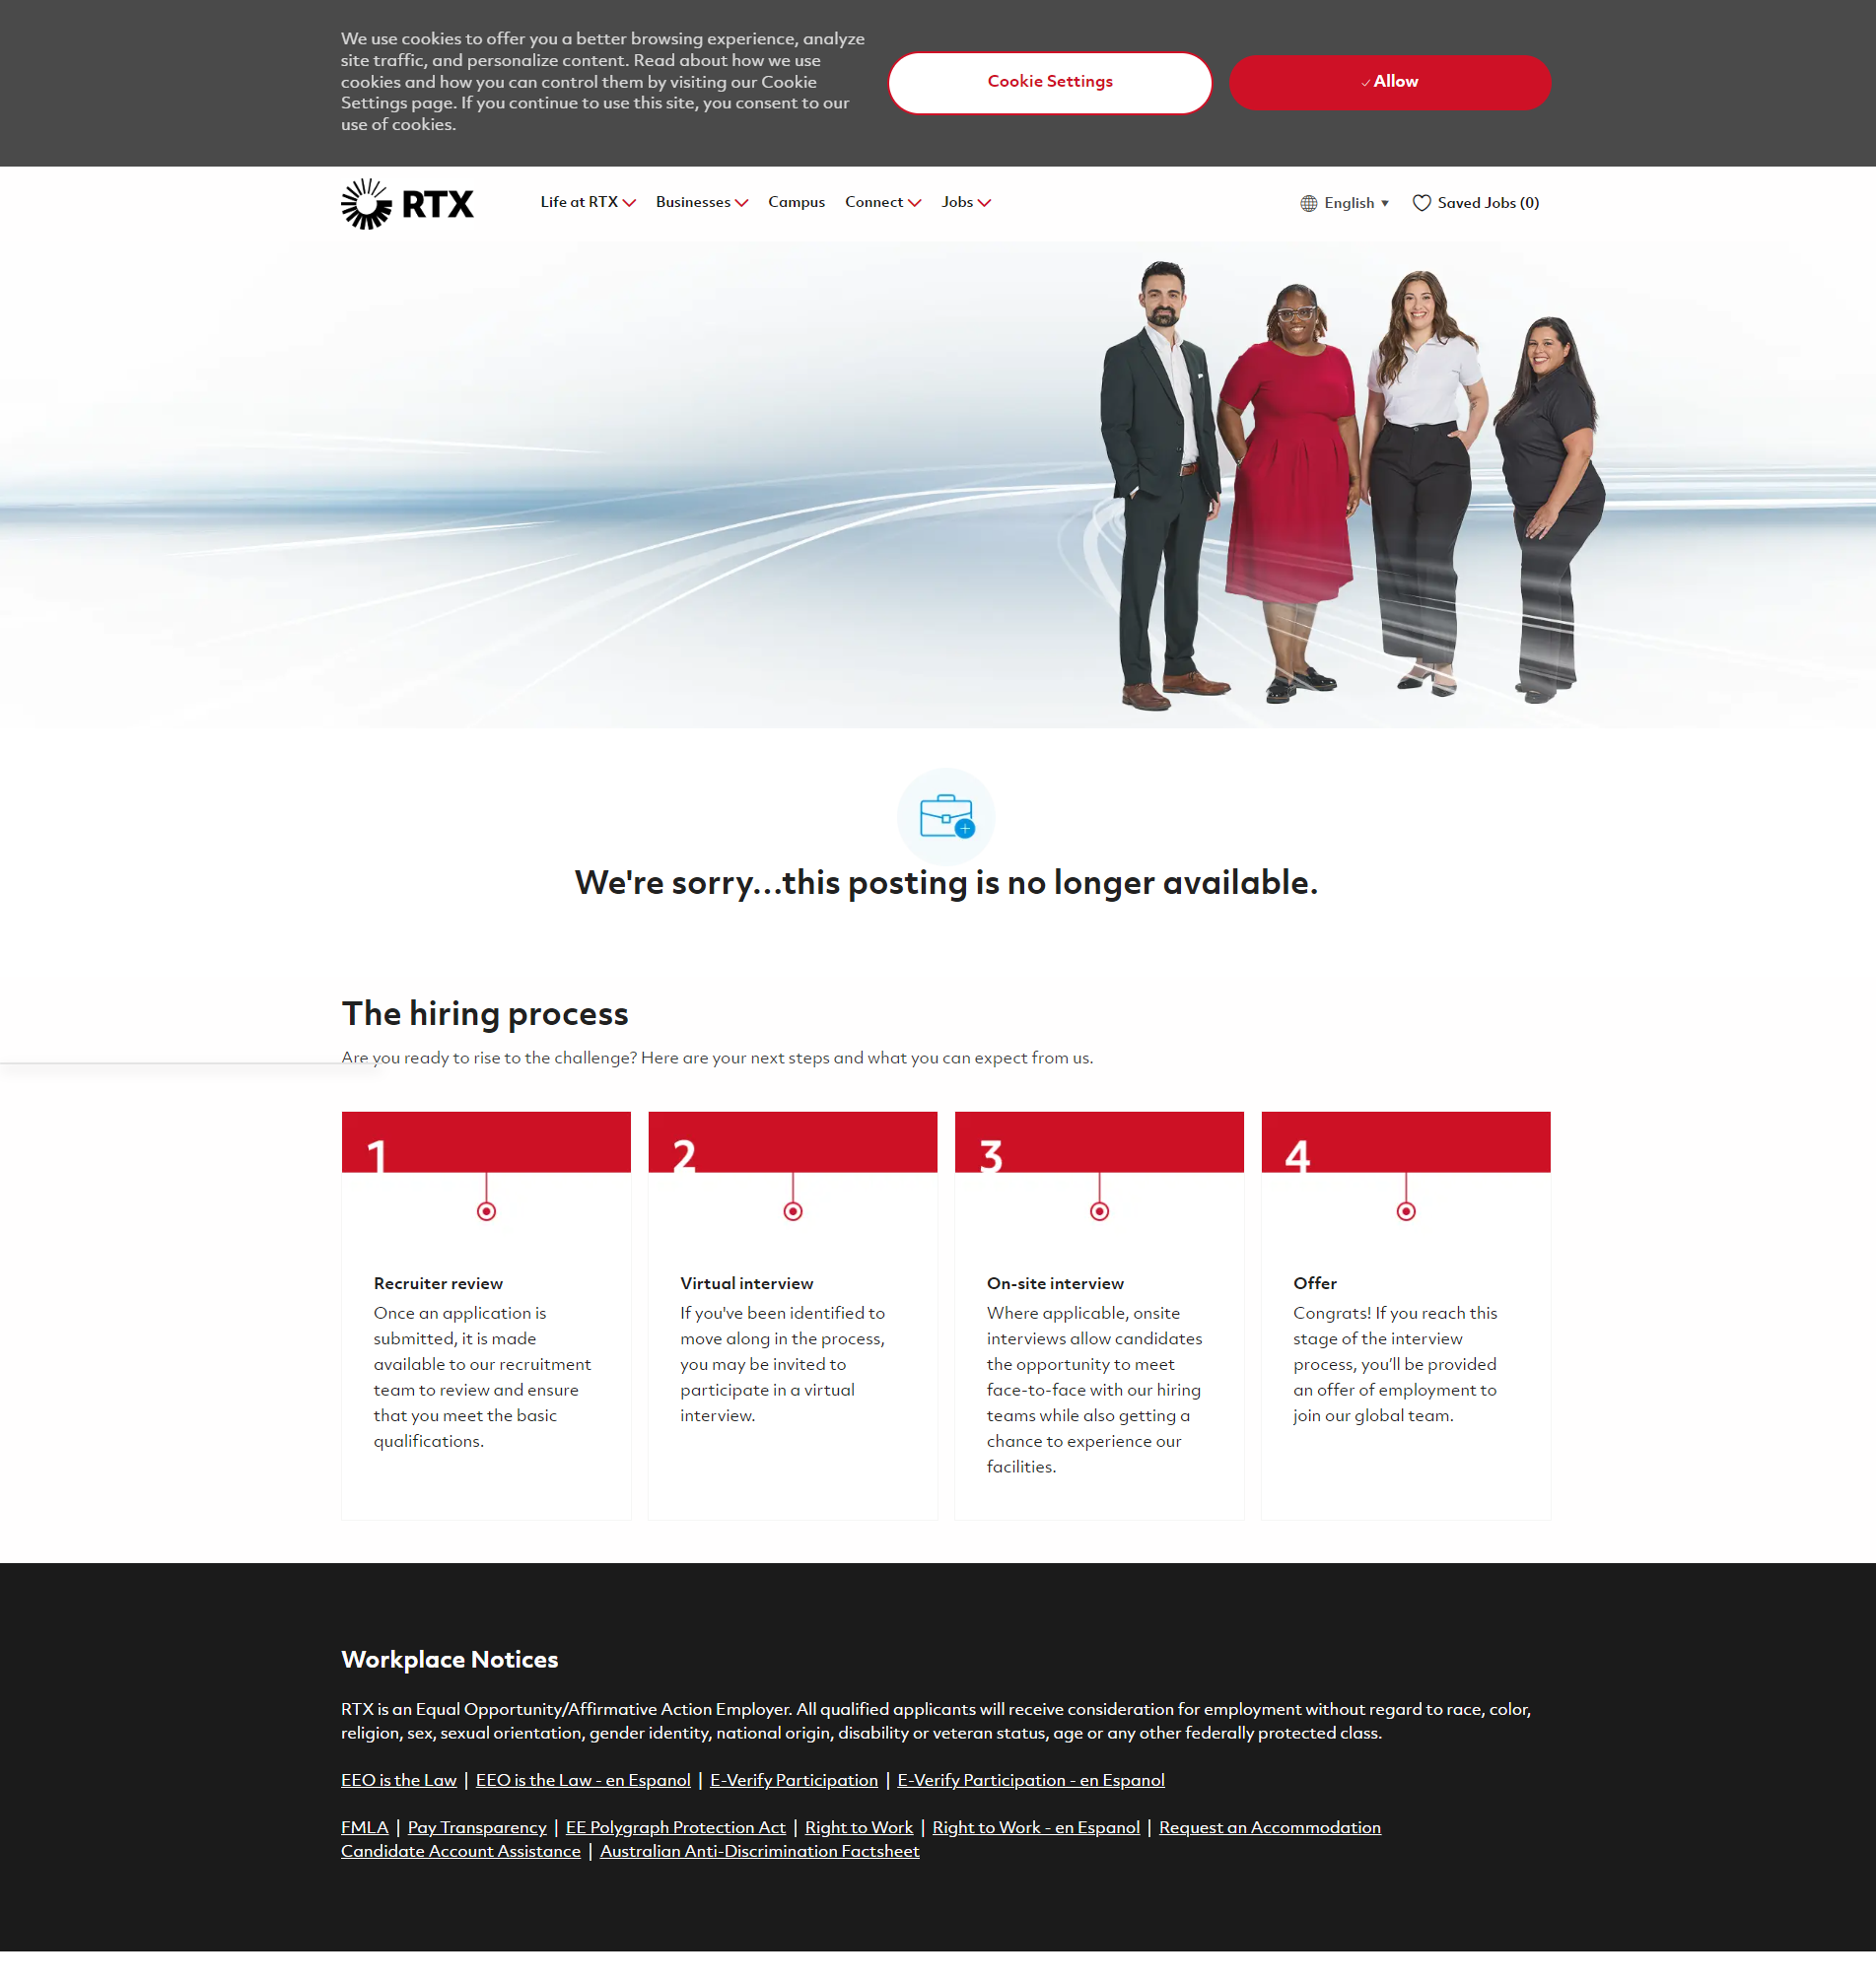 We use cookies to offer you a better browsing experience, analyze
site traffic, and personalize content. Read about how we use
cookies and how you can control them by visiting our Cookie
Settings page. If you continue to use this site, you consent to our
use of cookies.
Cookie Settings
✓ Allow
RTX
Life at RTX
Businesses
Campus
Connect
Jobs
English
Saved Jobs (0)
We're sorry…this posting is no longer available.
The hiring process
Are you ready to rise to the challenge? Here are your next steps and what you can expect from us.
1
Recruiter review
Once an application is
submitted, it is made
available to our recruitment
team to review and ensure
that you meet the basic
qualifications.
2
Virtual interview
If you've been identified to
move along in the process,
you may be invited to
participate in a virtual
interview.
3
On-site interview
Where applicable, onsite
interviews allow candidates
the opportunity to meet
face-to-face with our hiring
teams while also getting a
chance to experience our
facilities.
4
Offer
Congrats! If you reach this
stage of the interview
process, you’ll be provided
an offer of employment to
join our global team.
Workplace Notices
RTX is an Equal Opportunity/Affirmative Action Employer. All qualified applicants will receive consideration for employment without regard to race, color,
religion, sex, sexual orientation, gender identity, national origin, disability or veteran status, age or any other federally protected class.
EEO is the Law | EEO is the Law - en Espanol | E-Verify Participation | E-Verify Participation - en Espanol
FMLA | Pay Transparency | EE Polygraph Protection Act | Right to Work | Right to Work - en Espanol | Request an Accommodation
Candidate Account Assistance | Australian Anti-Discrimination Factsheet